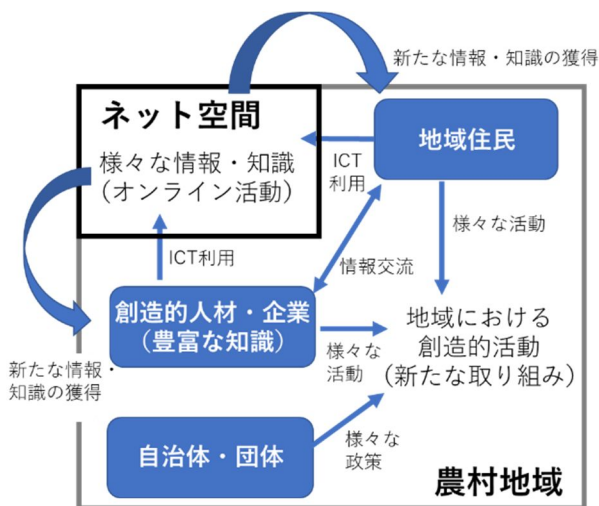 新たな情報・知識の獲得
ネット空間
様々な情報・知識
（オンライン活動）
地域住民
ICT
利用
様々な活動
ICT利用
情報交流
創造的人材・企業
（豊富な知識）
様々な
活動
地域における
創造的活動
（新たな取り組み）
新たな情報・
知識の獲得
自治体・団体
様々な
政策
農村地域